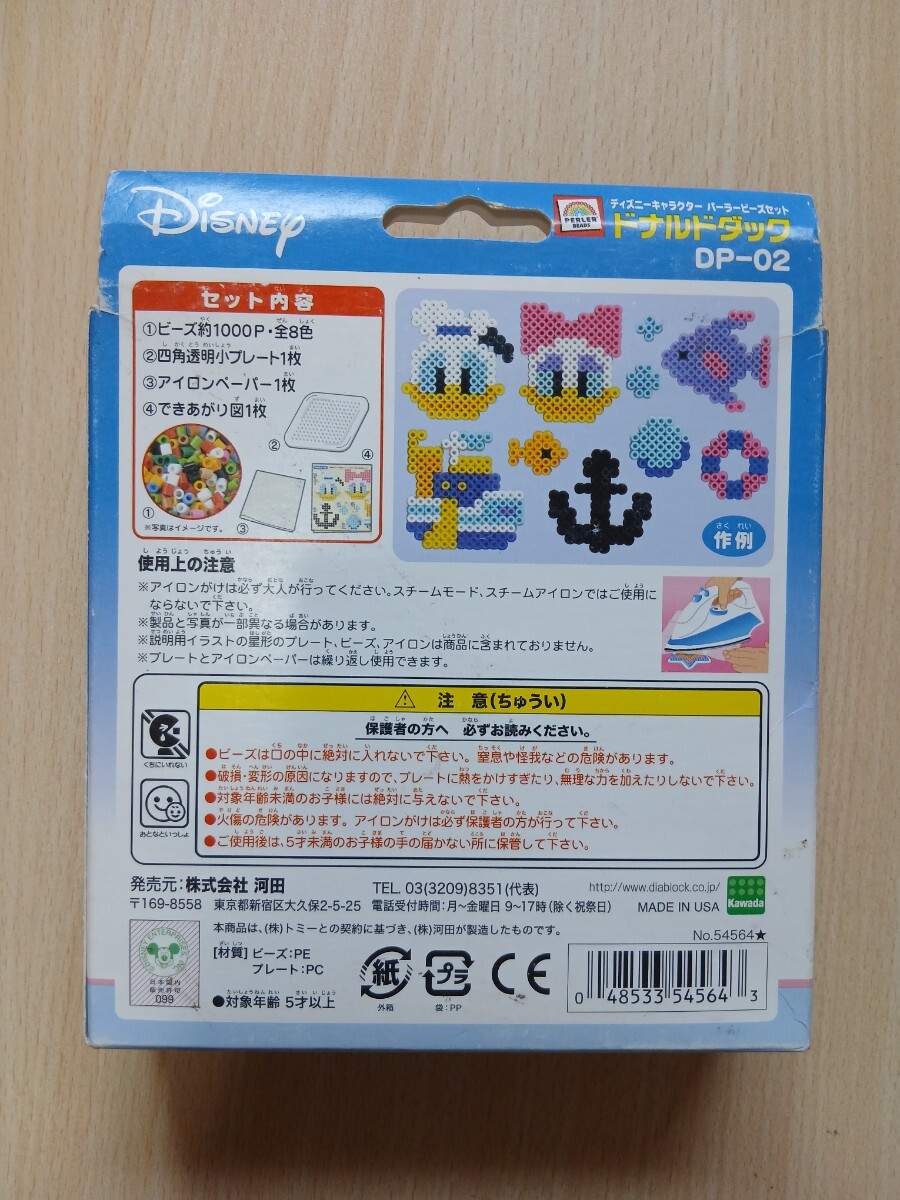 Disney
PERLER
BEADS
ディズニーキャラクター パーラービーズセット
ドナルドダック
DP-02
セット内容
①ビーズ約1000P・全8色
②四角透明小プレート1枚
③アイロンペーパー1枚
④できあがり図1枚
①
②
③
④
※写真はイメージです。
作例
使用上の注意
※アイロンがけは必ず大人が行ってください。スチームモード、スチームアイロンではご使用に
ならないで下さい。
※製品と写真が一部異なる場合があります。
※説明用イラストの星形のプレート、ビーズ、アイロンは商品に含まれておりません。
※プレートとアイロンペーパーは繰り返し使用できます。
⚠ 注 意(ちゅうい)
保護者の方へ 必ずお読みください。
●ビーズは口の中に絶対に入れないで下さい。窒息や怪我などの危険があります。
●破損・変形の原因になりますので、プレートに熱をかけすぎたり、無理な力を加えたりしないで下さい。
●対象年齢未満のお子様には絶対に与えないで下さい。
●火傷の危険があります。アイロンがけは必ず保護者の方が行って下さい。
●ご使用後は、5才未満のお子様の手の届かない所に保管して下さい。
くちにいれない
おとなといっしょ
発売元:株式会社 河田
TEL. 03(3209)8351(代表)
http://www.diablock.co.jp/
〒169-8558 東京都新宿区大久保2-5-25
電話受付時間:月~金曜日 9~17時(除く祝祭日)
MADE IN USA
Kawada
本商品は、(株)トミーとの契約に基づき、(株)河田が製造したものです。
No.54564★
[材質] ビーズ:PE
プレート:PC
●対象年齢 5才以上
紙
外箱
プラ
袋:PP
CE
日本国内
販売許可
099
0 48533 54564 3